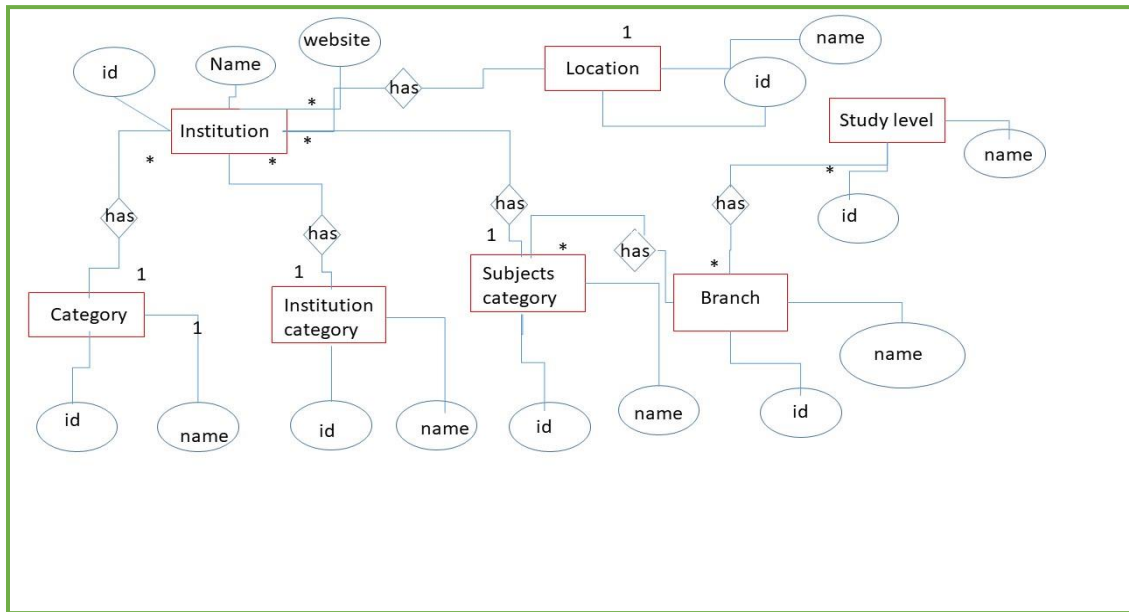 website
1
name
id
Name
has
Location
id
*
Institution
*
Study level
*
*
name
*
has
has
has
id
has
1
*
has
*
1
1
Subjects
category
Branch
Category
1
Institution
category
name
id
name
id
name
id
name
id